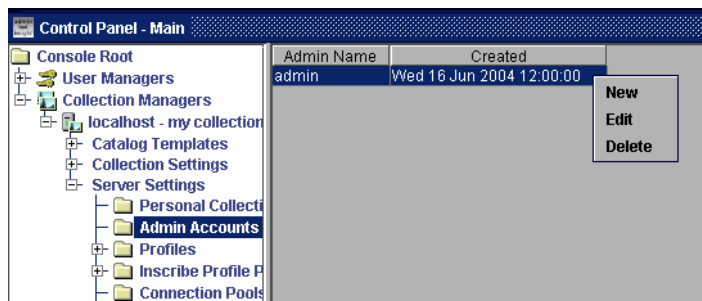 Control Panel - Main
Console Root
User Managers
Collection Managers
localhost - my collection
Catalog Templates
Collection Settings
Server Settings
Personal Collecti
Admin Accounts
Profiles
Inscribe Profile P
Connection Pools
Admin Name Created
admin Wed 16 Jun 2004 12:00:00
New
Edit
Delete